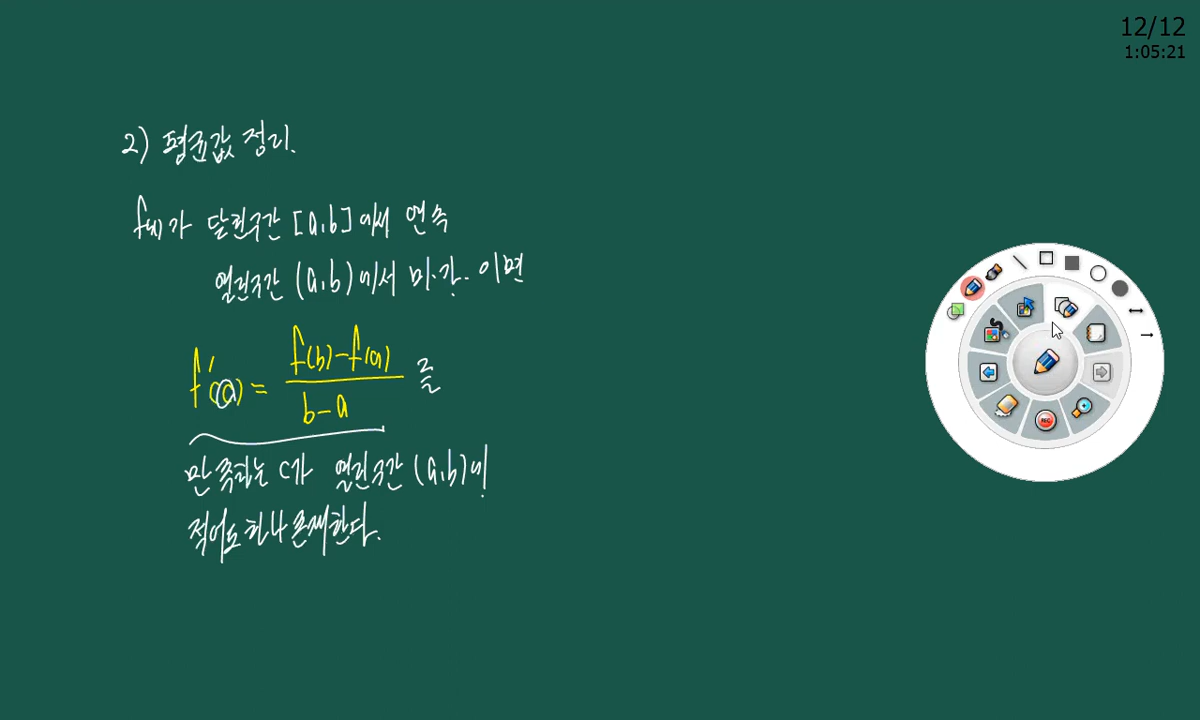 12/12
1:05:21
2) 평균값 정리.
f(x)가 닫힌구간 [a,b]에서 연속
열린구간 (a,b)에서 미.가. 이면
f'(c) = f(b)-f(a) / b-a 를
만족하는 c가 열린구간 (a,b)에
적어도 하나 존재한다.
REC